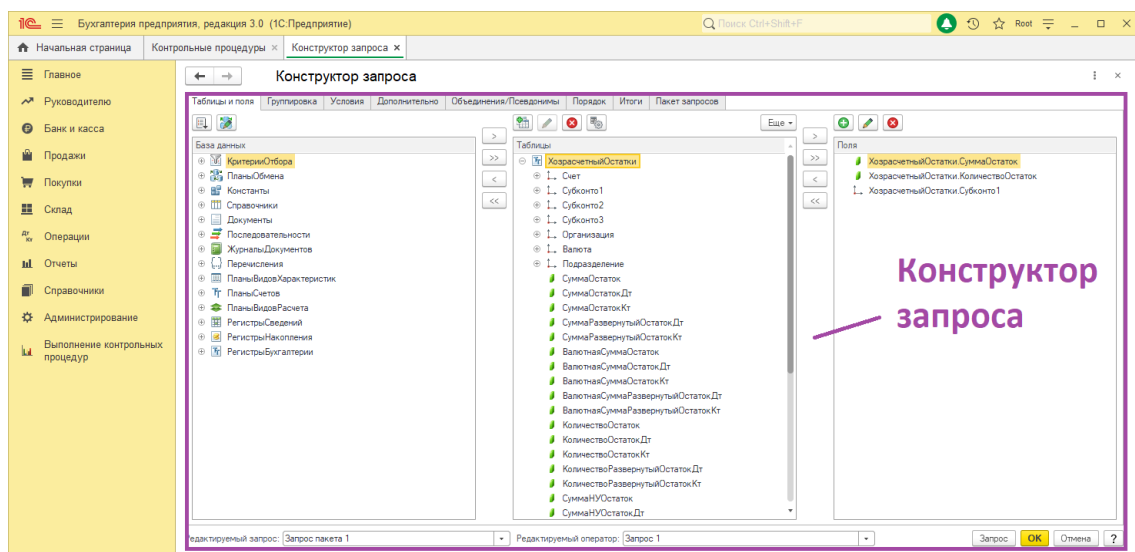 1С Бухгалтерия предприятия, редакция 3.0 (1С:Предприятие) Поиск Ctrl+Shift+F Root
Начальная страница Контрольные процедуры × Конструктор запроса ×
Главное
Руководителю
Банк и касса
Продажи
Покупки
Склад
Операции
Отчеты
Справочники
Администрирование
Выполнение контрольных
процедур
Конструктор запроса
Таблицы и поля Группировка Условия Дополнительно Объединения/Псевдонимы Порядок Итоги Пакет запросов
Еще
База данных
КритерииОтбора
ПланыОбмена
Константы
Справочники
Документы
Последовательности
ЖурналыДокументов
Перечисления
ПланыВидовХарактеристик
ПланыСчетов
ПланыВидовРасчета
РегистрыСведений
РегистрыНакопления
РегистрыБухгалтерии
> >> < <<
Таблицы
ХозрасчетныйОстатки
Счет
Субконто1
Субконто2
Субконто3
Организация
Валюта
Подразделение
СуммаОстаток
СуммаОстатокДт
СуммаОстатокКт
СуммаРазвернутыйОстатокДт
СуммаРазвернутыйОстатокКт
ВалютнаяСуммаОстаток
ВалютнаяСуммаОстатокДт
ВалютнаяСуммаОстатокКт
ВалютнаяСуммаРазвернутыйОстатокДт
ВалютнаяСуммаРазвернутыйОстатокКт
КоличествоОстаток
КоличествоОстатокДт
КоличествоОстатокКт
КоличествоРазвернутыйОстатокДт
КоличествоРазвернутыйОстатокКт
СуммаНУОстаток
СуммаНУОстатокДт
> >> < <<
Поля
ХозрасчетныйОстатки.СуммаОстаток
ХозрасчетныйОстатки.КоличествоОстаток
ХозрасчетныйОстатки.Субконто1
Конструктор
запроса
Редактируемый запрос: Запрос пакета 1 Редактируемый оператор: Запрос 1 Запрос ОК Отмена ?